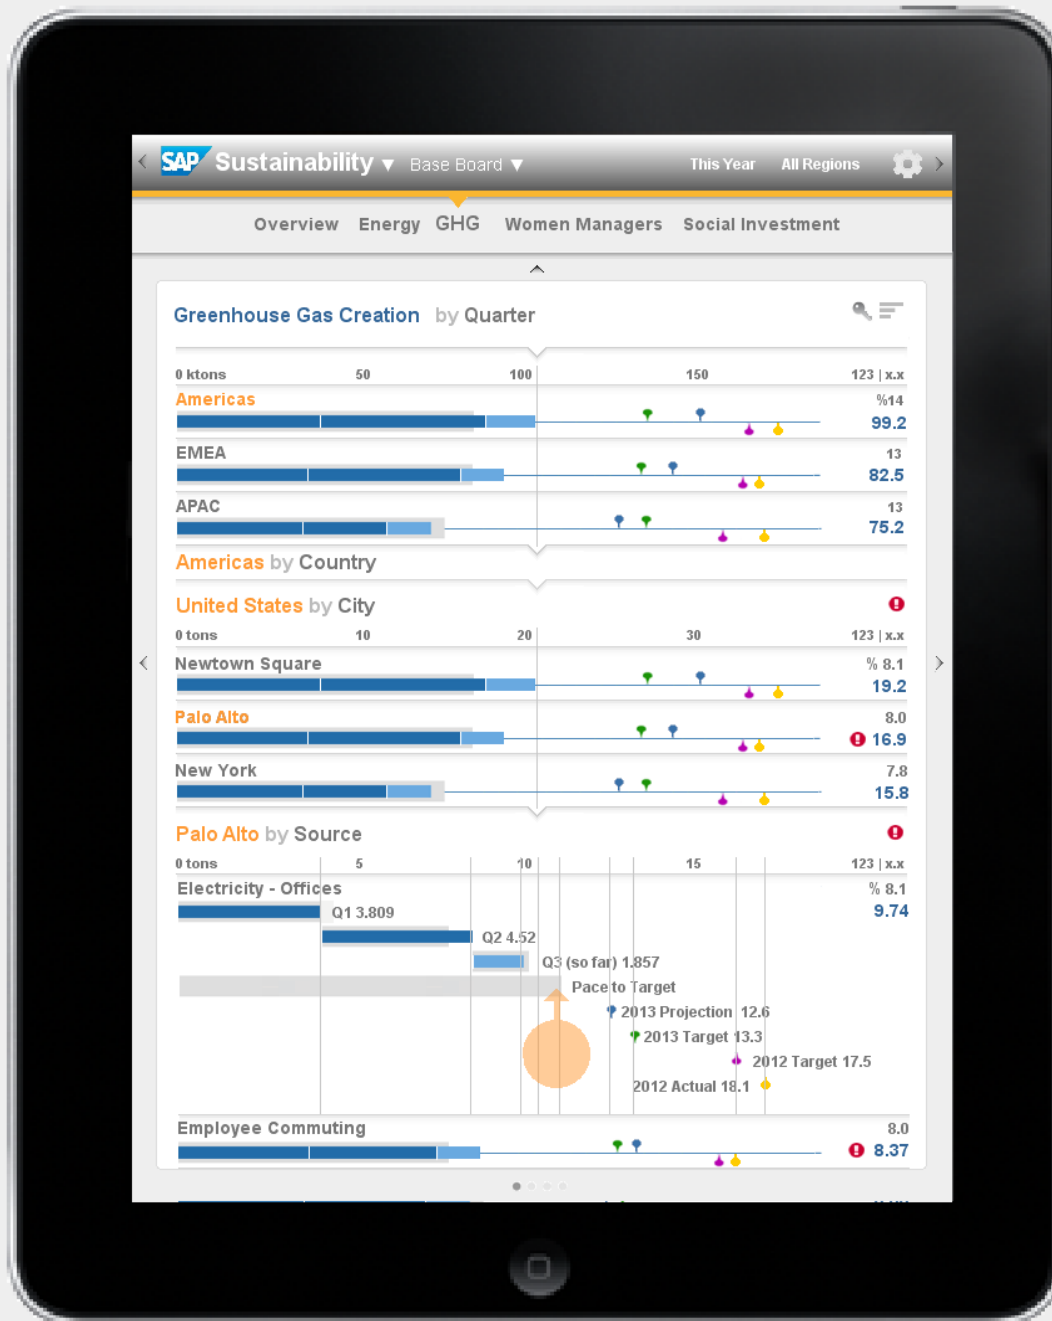 SAP Sustainability Base Board This Year All Regions
Overview Energy GHG Women Managers Social Investment
Greenhouse Gas Creation by Quarter
0 ktons 50 100 150 123 | x.x
Americas %14
99.2
EMEA 13
82.5
APAC 13
75.2
Americas by Country
United States by City
0 tons 10 20 30 123 | x.x
Newtown Square % 8.1
19.2
Palo Alto 8.0
16.9
New York 7.8
15.8
Palo Alto by Source
0 tons 5 10 15 123 | x.x
Electricity - Offices % 8.1
Q1 3.809 9.74
Q2 4.52
Q3 (so far) 1.857
Pace to Target
2013 Projection 12.6
2013 Target 13.3
2012 Target 17.5
2012 Actual 18.1
Employee Commuting 8.0
8.37